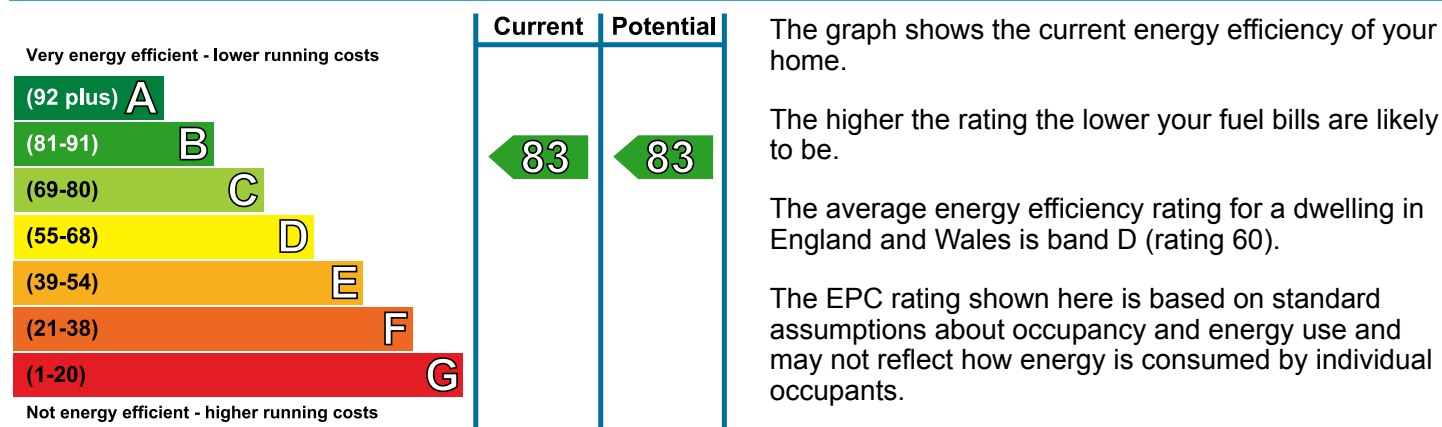 Current Potential
Very energy efficient - lower running costs
(92 plus) A
(81-91) B
83 83
(69-80) C
(55-68) D
(39-54) E
(21-38) F
(1-20) G
Not energy efficient - higher running costs
The graph shows the current energy efficiency of your
home.
The higher the rating the lower your fuel bills are likely
to be.
The average energy efficiency rating for a dwelling in
England and Wales is band D (rating 60).
The EPC rating shown here is based on standard
assumptions about occupancy and energy use and
may not reflect how energy is consumed by individual
occupants.